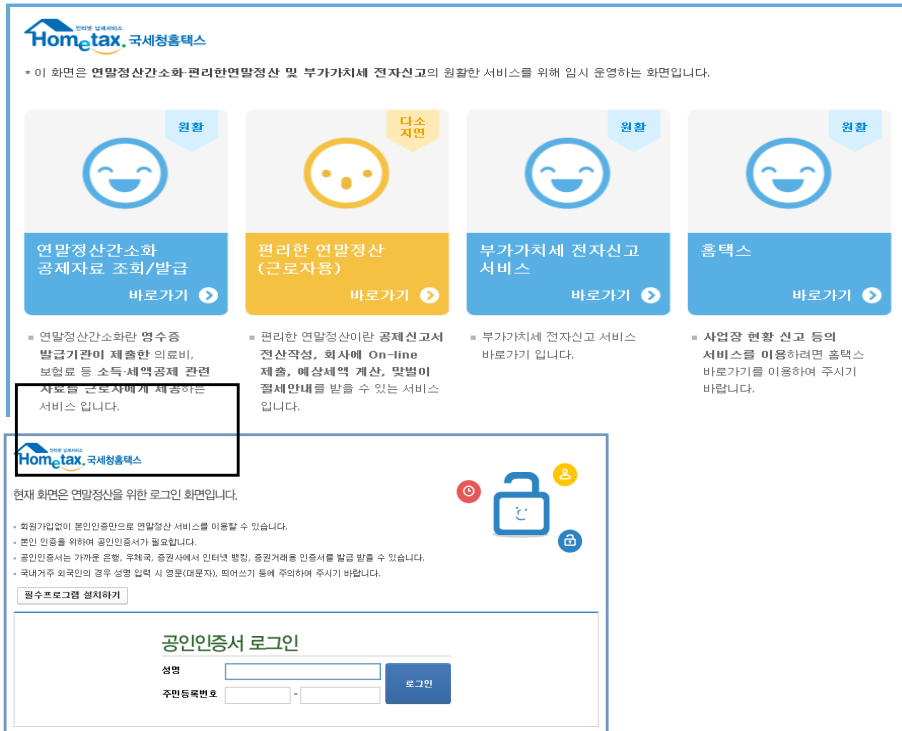 인터넷 납세서비스
Hometax. 국세청홈택스
* 이 화면은 연말정산간소화·편리한연말정산 및 부가가치세 전자신고의 원활한 서비스를 위해 임시 운영하는 화면입니다.
원활
다소
지연
원활
원활
연말정산간소화
공제자료 조회/발급
바로가기
편리한 연말정산
(근로자용)
바로가기
부가가치세 전자신고
서비스
바로가기
홈택스
바로가기
연말정산간소화란 영수증
발급기관이 제출한 의료비,
보험료 등 소득·세액공제 관련
자료를 근로자에게 제공하는
서비스 입니다.
편리한 연말정산이란 공제신고서
전산작성, 회사에 On-line
제출, 예상세액 계산, 맞벌이
절세안내를 받을 수 있는 서비스
입니다.
부가가치세 전자신고 서비스
바로가기 입니다.
사업장 현황 신고 등의
서비스를 이용하려면 홈택스
바로가기를 이용하여 주시기
바랍니다.
인터넷 납세서비스
Hometax. 국세청홈택스
현재 화면은 연말정산을 위한 로그인 화면입니다.
- 회원가입없이 본인인증만으로 연말정산 서비스를 이용할 수 있습니다.
- 본인 인증을 위하여 공인인증서가 필요합니다.
- 공인인증서는 가까운 은행, 우체국, 증권사에서 인터넷 뱅킹, 증권거래용 인증서를 발급 받을 수 있습니다.
- 국내거주 외국인의 경우 성명 입력 시 영문(대문자), 띄어쓰기 등에 주의하여 주시기 바랍니다.
필수프로그램 설치하기
공인인증서 로그인
성명
주민등록번호 -
로그인